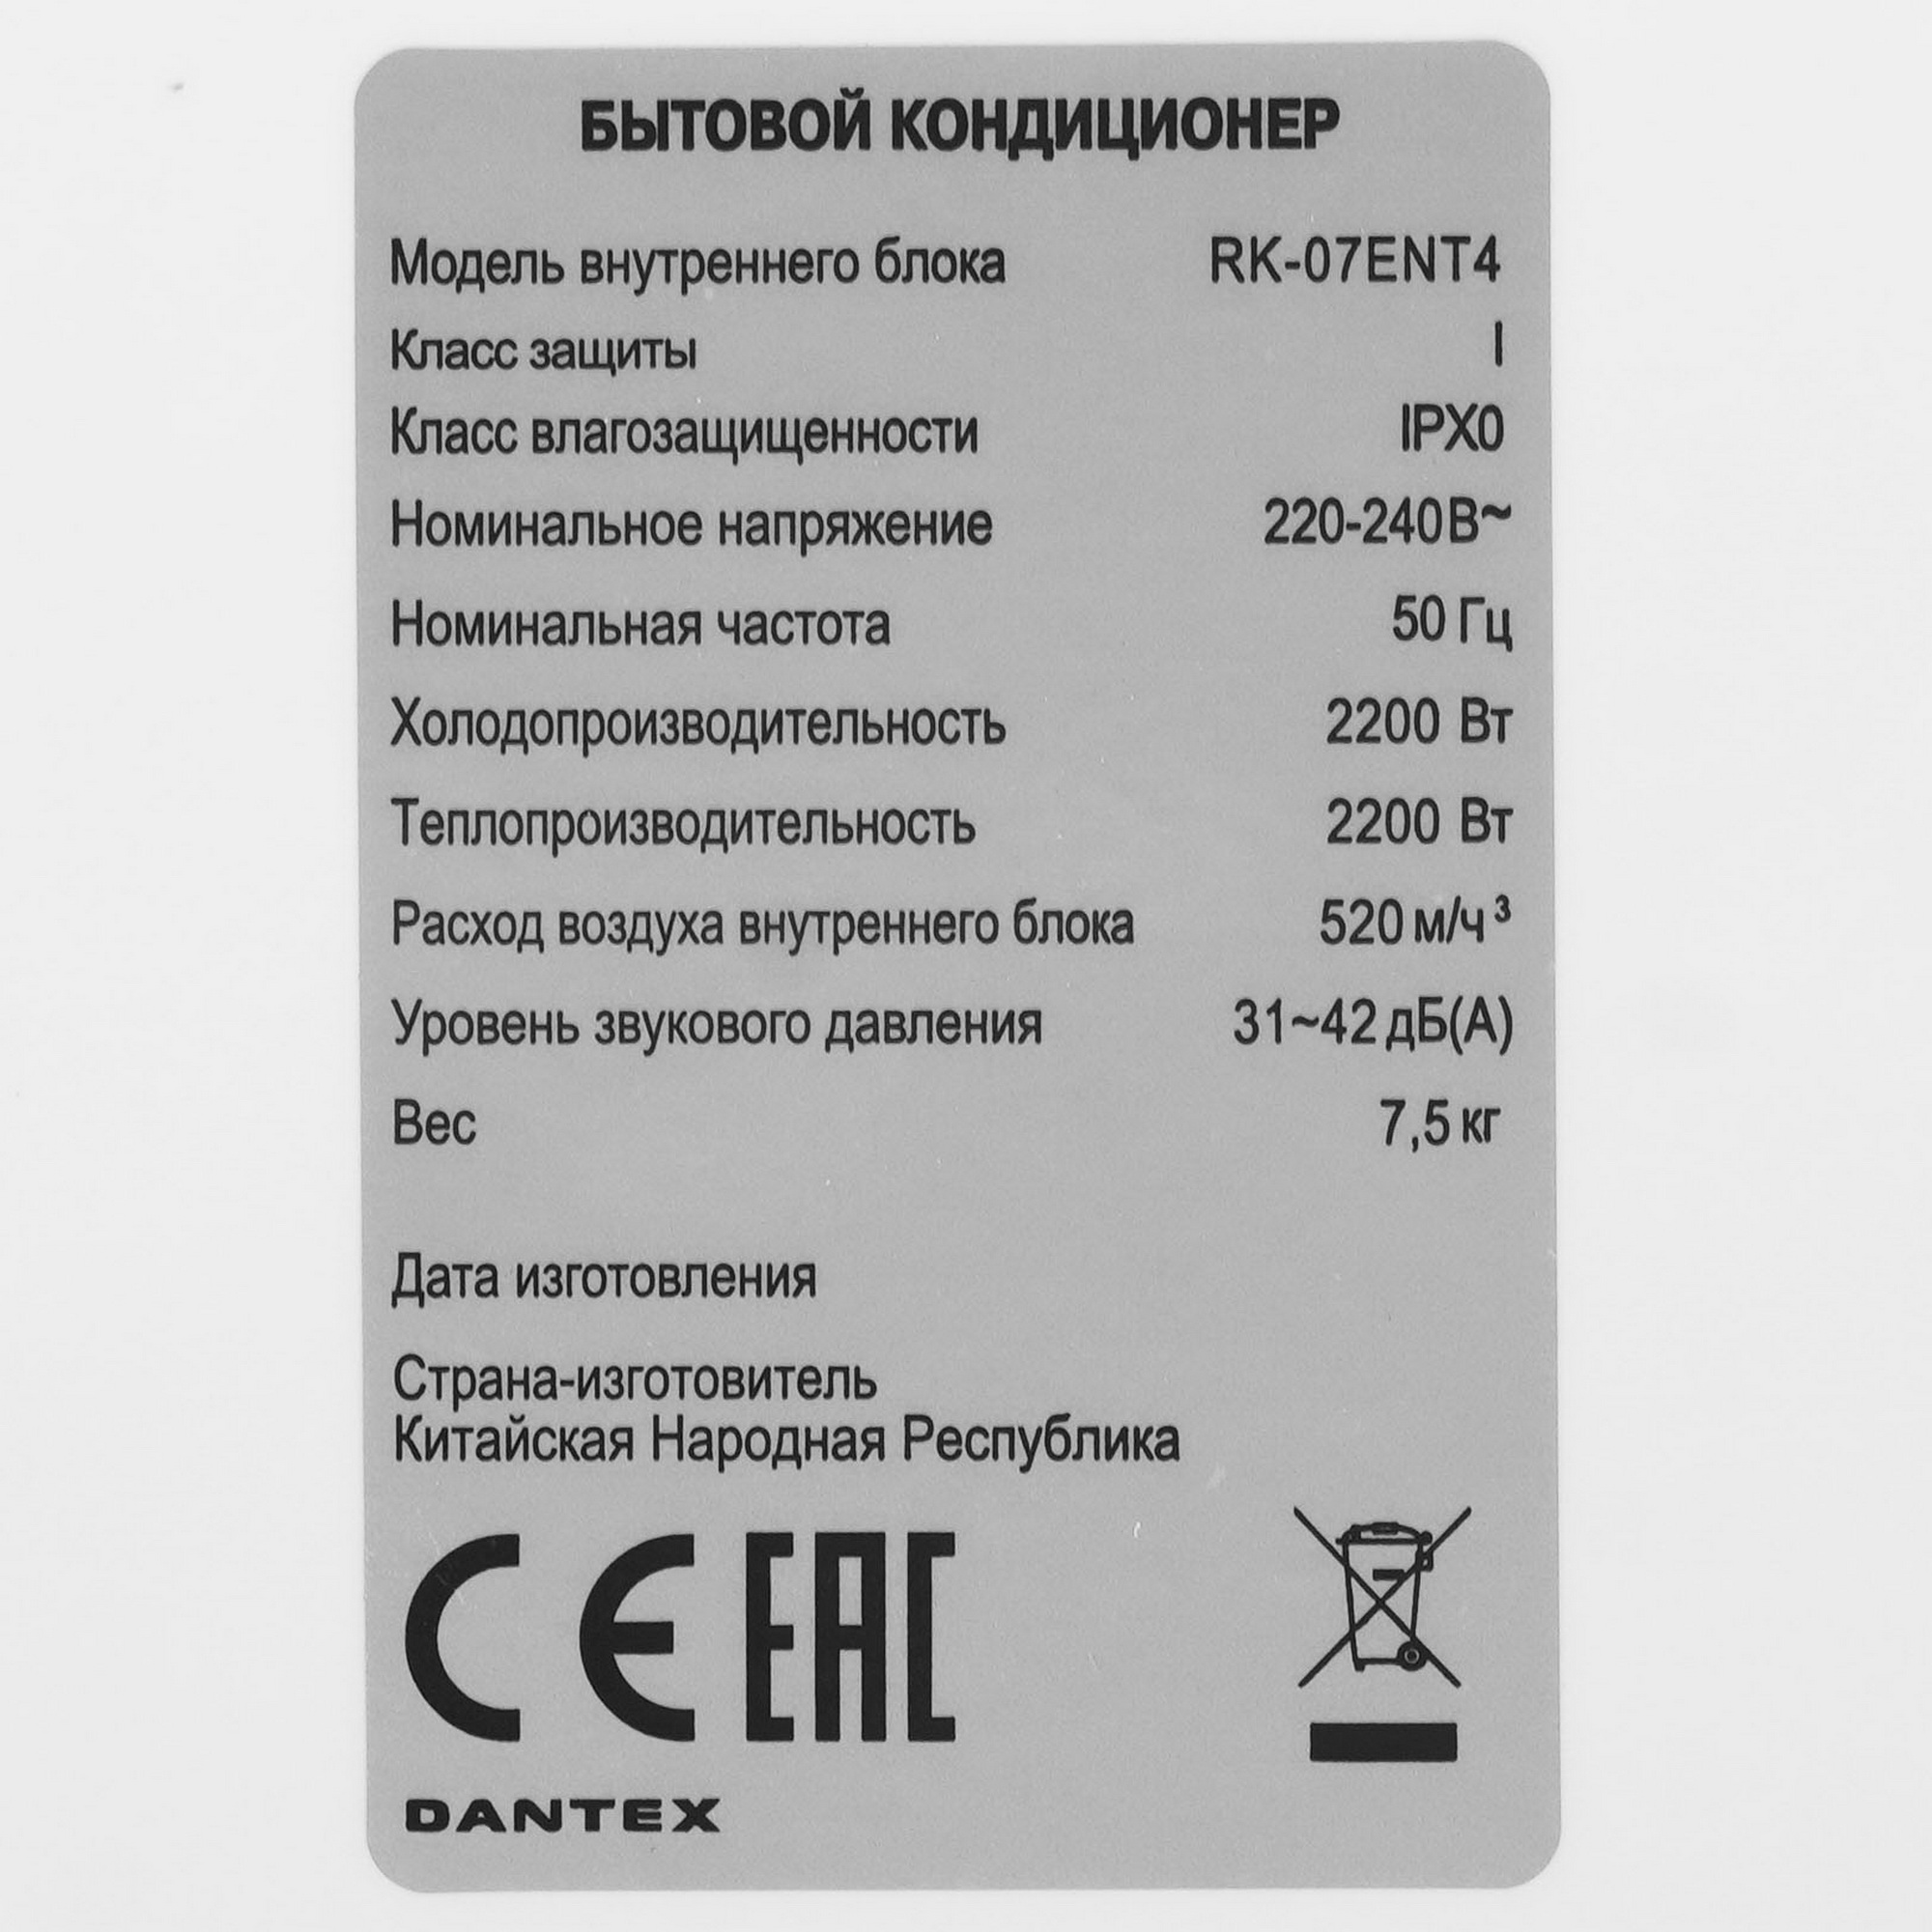 БЫТОВОЙ КОНДИЦИОНЕР
Модель внутреннего блока RK-07ENT4
Класс защиты I
Класс влагозащищенности IPX0
Номинальное напряжение 220-240В~
Номинальная частота 50 Гц
Холодопроизводительность 2200 Вт
Теплопроизводительность 2200 Вт
Расход воздуха внутреннего блока 520 м/ч³
Уровень звукового давления 31~42 дБ(А)
Вес 7,5 кг
Дата изготовления
Страна-изготовитель
Китайская Народная Республика
CE EAC
DANTEX